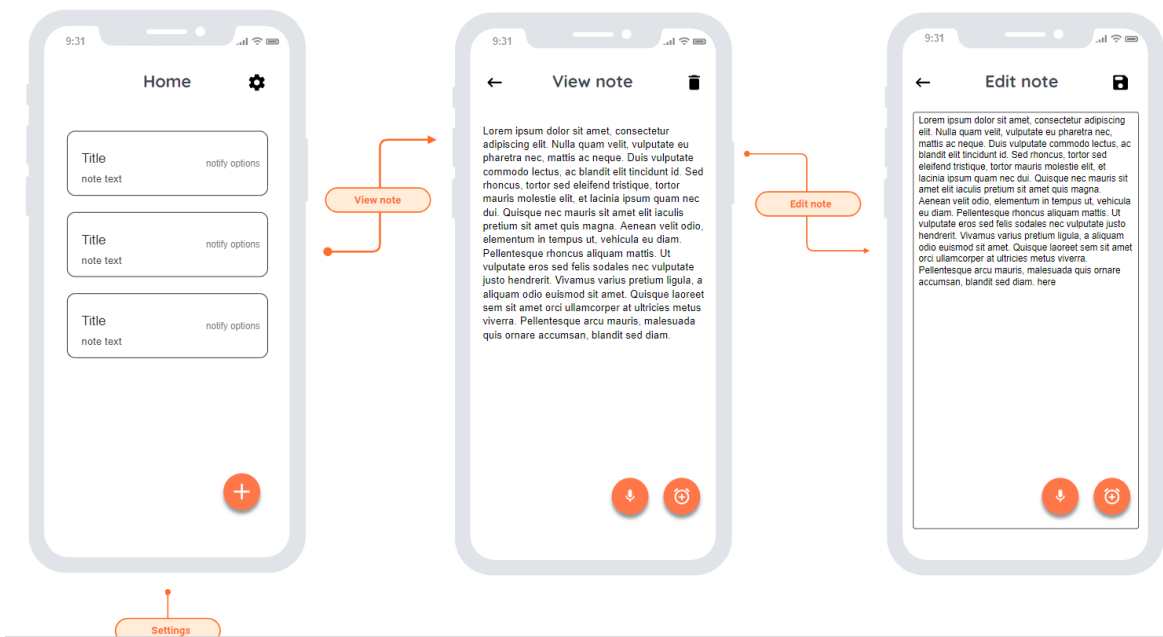 9:31
Home
Title
notify options
note text
Title
notify options
note text
Title
notify options
note text
Settings
View note
9:31
View note
Lorem ipsum dolor sit amet, consectetur
adipiscing elit. Nulla quam velit, vulputate eu
pharetra nec, mattis ac neque. Duis vulputate
commodo lectus, ac blandit elit tincidunt id. Sed
rhoncus, tortor sed eleifend tristique, tortor
mauris molestie elit, et lacinia ipsum quam nec
dui. Quisque nec mauris sit amet elit iaculis
pretium sit amet quis magna. Aenean velit odio,
elementum in tempus ut, vehicula eu diam.
Pellentesque rhoncus aliquam mattis. Ut
vulputate eros sed felis sodales nec vulputate
justo hendrerit. Vivamus varius pretium ligula, a
aliquam odio euismod sit amet. Quisque laoreet
sem sit amet orci ullamcorper at ultricies metus
viverra. Pellentesque arcu mauris, malesuada
quis ornare accumsan, blandit sed diam.
Edit note
9:31
Edit note
Lorem ipsum dolor sit amet, consectetur adipiscing
elit. Nulla quam velit, vulputate eu pharetra nec,
mattis ac neque. Duis vulputate commodo lectus, ac
blandit elit tincidunt id. Sed rhoncus, tortor sed
eleifend tristique, tortor mauris molestie elit, et
lacinia ipsum quam nec dui. Quisque nec mauris sit
amet elit iaculis pretium sit amet quis magna.
Aenean velit odio, elementum in tempus ut, vehicula
eu diam. Pellentesque rhoncus aliquam mattis. Ut
vulputate eros sed felis sodales nec vulputate justo
hendrerit. Vivamus varius pretium ligula, a aliquam
odio euismod sit amet. Quisque laoreet sem sit amet
orci ullamcorper at ultricies metus viverra.
Pellentesque arcu mauris, malesuada quis ornare
accumsan, blandit sed diam. here